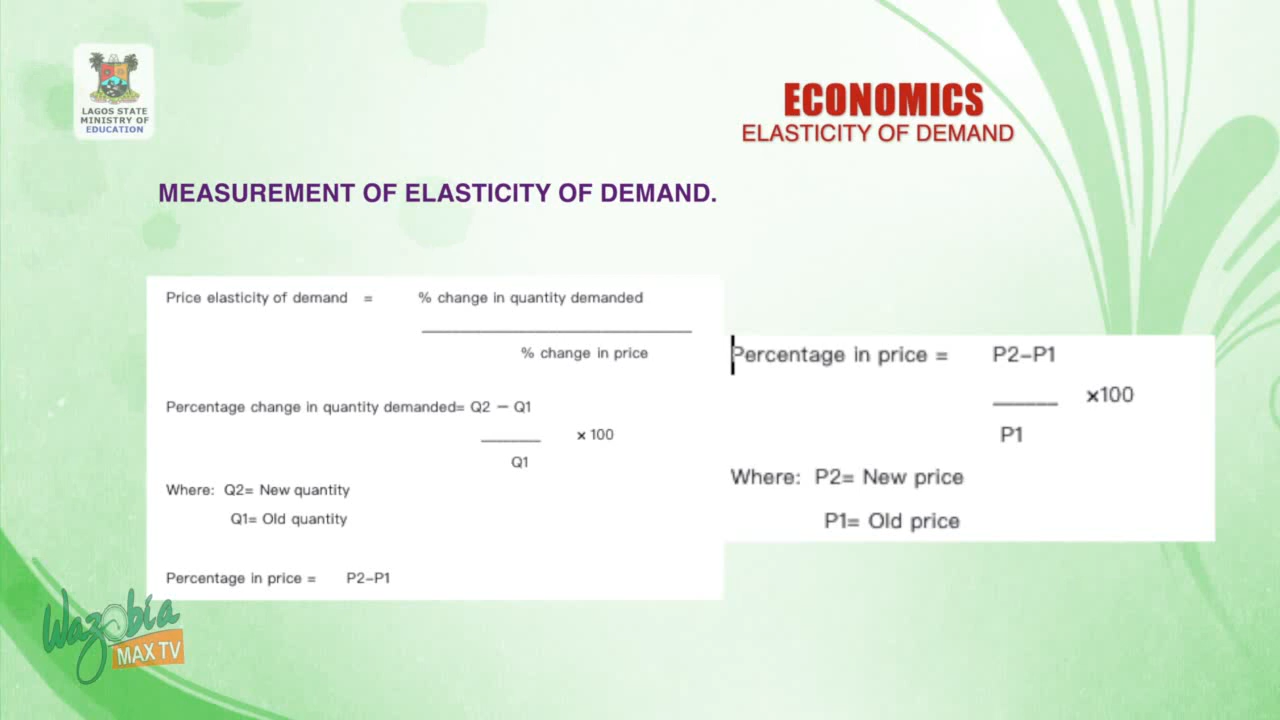 LAGOS STATE
MINISTRY OF
EDUCATION
ECONOMICS
ELASTICITY OF DEMAND
MEASUREMENT OF ELASTICITY OF DEMAND.
Price elasticity of demand = % change in quantity demanded
% change in price
Percentage change in quantity demanded= Q2 – Q1
x 100
Q1
Where: Q2= New quantity
Q1= Old quantity
Percentage in price = P2-P1
Percentage in price = P2-P1
x100
P1
Where: P2= New price
P1= Old price
Wazobia
MAX TV